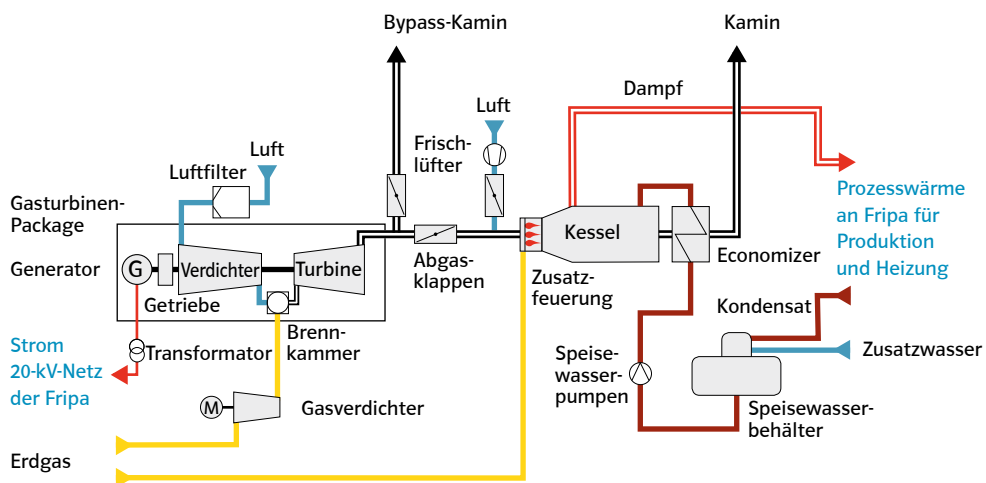 Bypass-Kamin
Kamin
Dampf
Luft
Frisch-
lüfter
Luft
Luftfilter
Gasturbinen-
Package
Prozesswärme
an Fripa für
Produktion
und Heizung
Generator
G
Verdichter
Turbine
Kessel
Economizer
Abgas-
klappen
Zusatz-
feuerung
Getriebe
Kondensat
Brenn-
kammer
Transformator
Strom
20-kV-Netz
der Fripa
Zusatzwasser
Speise-
wasser-
pumpen
M
Gasverdichter
Speisewasser-
behälter
Erdgas